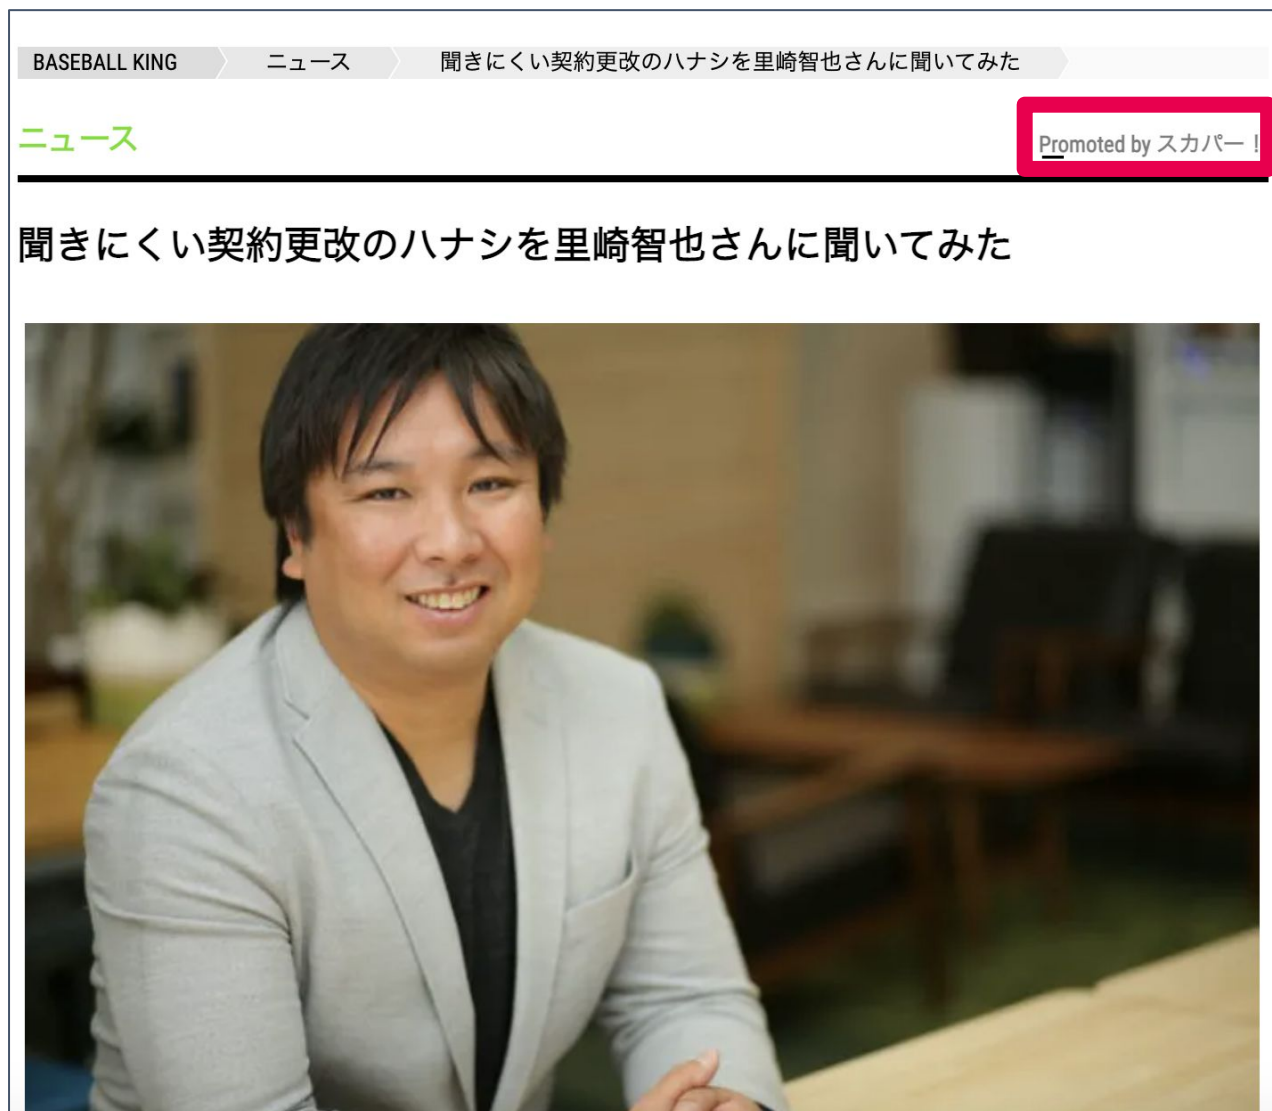 BASEBALL KING ニュース 聞きにくい契約更改のハナシを里崎智也さんに聞いてみた
ニュース
Promoted by スカパー！
聞きにくい契約更改のハナシを里崎智也さんに聞いてみた